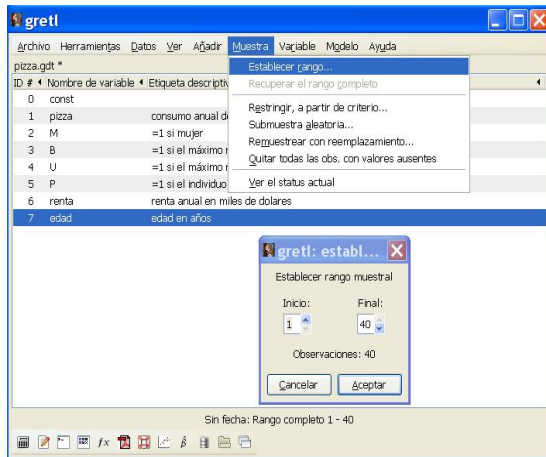 gretl
Archivo Herramientas Datos Ver Añadir Muestra Variable Modelo Ayuda
pizza.gdt *
ID # Nombre de variable Etiqueta descriptiv
Establecer rango...
Recuperar el rango completo
Restringir, a partir de criterio...
Submuestra aleatoria...
Remuestrear con reemplazamiento...
Quitar todas las obs. con valores ausentes
Ver el status actual
0 const
1 pizza consumo anual de
2 M =1 si mujer
3 B =1 si el máximo
4 U =1 si el máximo
5 P =1 si el individuo
6 renta renta anual en miles de dolares
7 edad edad en años
gretl: establ...
Establecer rango muestral
Inicio: Final:
1 40
Observaciones: 40
Cancelar Aceptar
Sin fecha: Rango completo 1 - 40
fx β̂